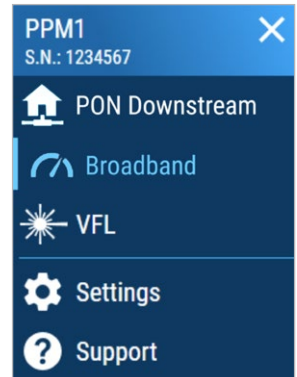 PPM1
S.N.: 1234567
PON Downstream
Broadband
VFL
Settings
? Support